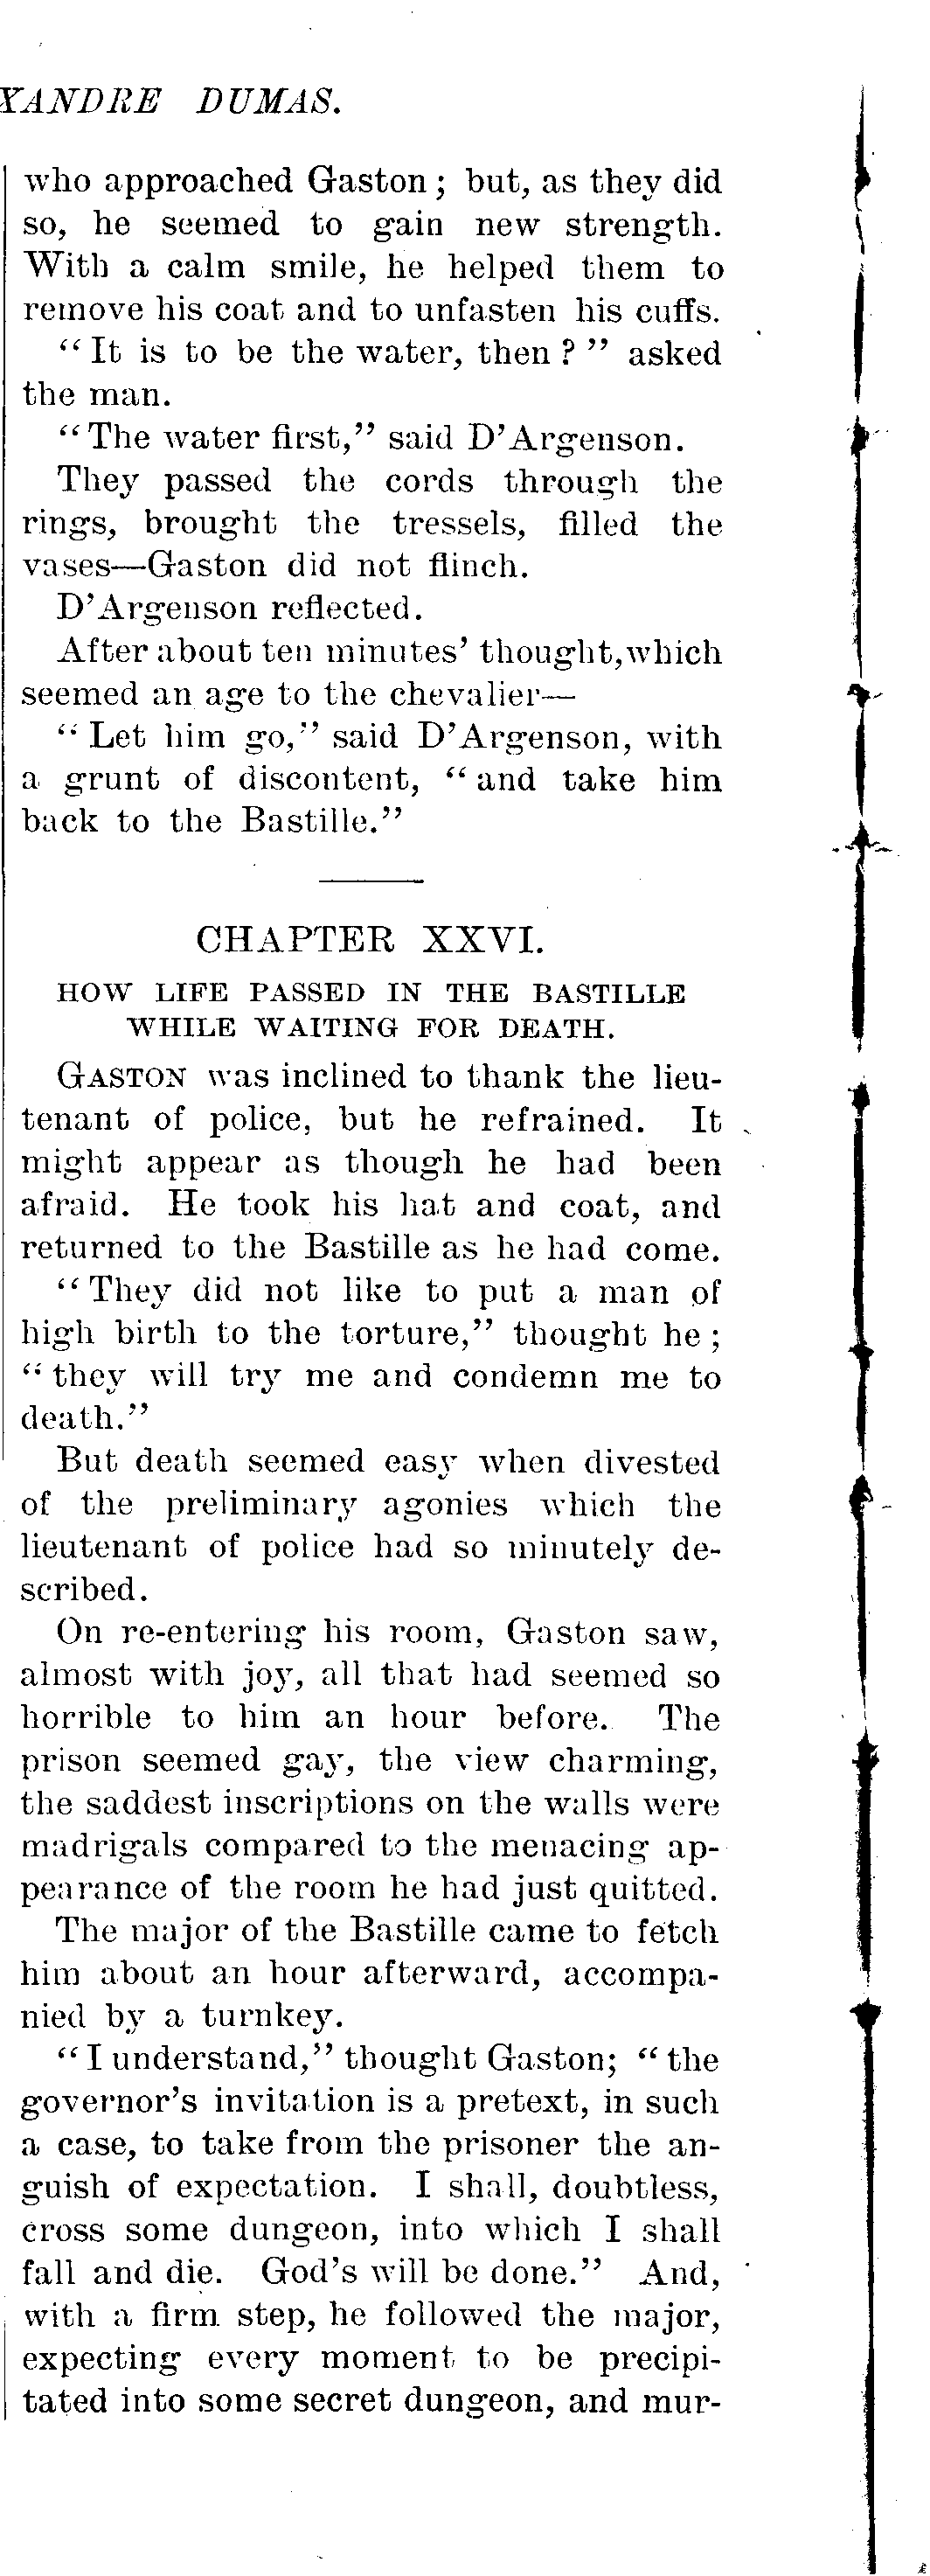 XANDRE DUMAS.
who approached Gaston; but, as they did
so, he seemed to gain new strength.
With a calm smile, he helped them to
remove his coat and to unfasten his cuffs.
“It is to be the water, then?” asked
the man.
“The water first,” said D’Argenson.
They passed the cords through the
rings, brought the tressels, filled the
vases—Gaston did not flinch.
D’Argenson reflected.
After about ten minutes’ thought, which
seemed an age to the chevalier—
“Let him go,” said D’Argenson, with
a grunt of discontent, “and take him
back to the Bastille.”
CHAPTER XXVI.
HOW LIFE PASSED IN THE BASTILLE
WHILE WAITING FOR DEATH.
GASTON was inclined to thank the lieu-
tenant of police, but he refrained. It
might appear as though he had been
afraid. He took his hat and coat, and
returned to the Bastille as he had come.
“They did not like to put a man of
high birth to the torture,” thought he;
“they will try me and condemn me to
death.”
But death seemed easy when divested
of the preliminary agonies which the
lieutenant of police had so minutely de-
scribed.
On re-entering his room, Gaston saw,
almost with joy, all that had seemed so
horrible to him an hour before. The
prison seemed gay, the view charming,
the saddest inscriptions on the walls were
madrigals compared to the menacing ap-
pearance of the room he had just quitted.
The major of the Bastille came to fetch
him about an hour afterward, accompa-
nied by a turnkey.
“I understand,” thought Gaston; “the
governor’s invitation is a pretext, in such
a case, to take from the prisoner the an-
guish of expectation. I shall, doubtless,
cross some dungeon, into which I shall
fall and die. God’s will be done.” And,
with a firm step, he followed the major,
expecting every moment to be precipi-
tated into some secret dungeon, and mur-